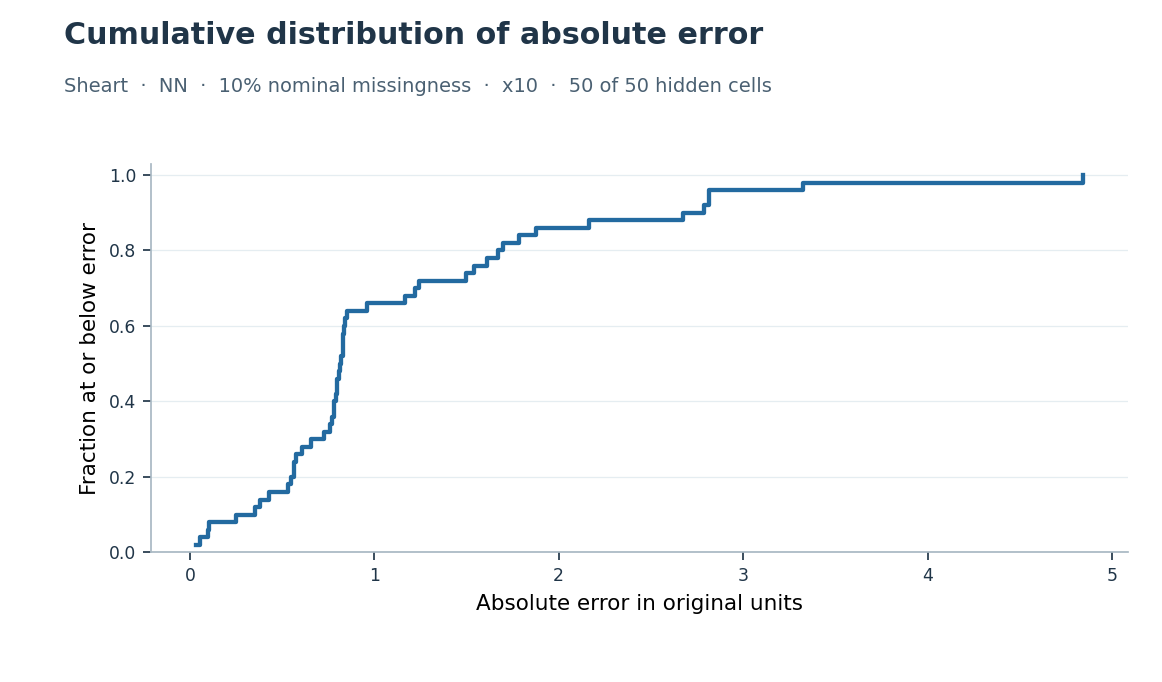 Cumulative distribution of absolute error
Sheart · NN · 10% nominal missingness · x10 · 50 of 50 hidden cells
1.0
0.8
0.6
0.4
0.2
0.0
Fraction at or below error
0 1 2 3 4 5
Absolute error in original units